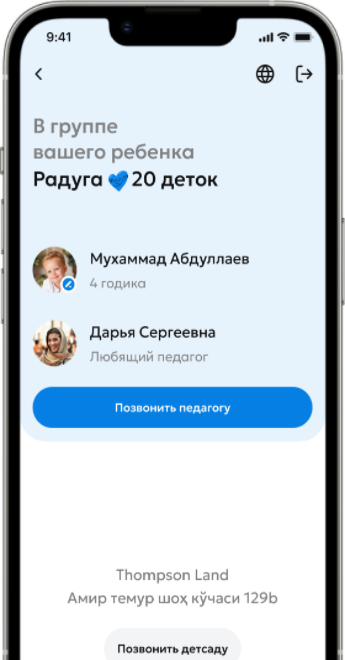 9:41
В группе
вашего ребенка
Радуга 💙 20 деток
Мухаммад Абдуллаев
4 годика
Дарья Сергеевна
Любящий педагог
Позвонить педагогу
Thompson Land
Амир темур шоҳ кўчаси 129b
Позвонить детсаду